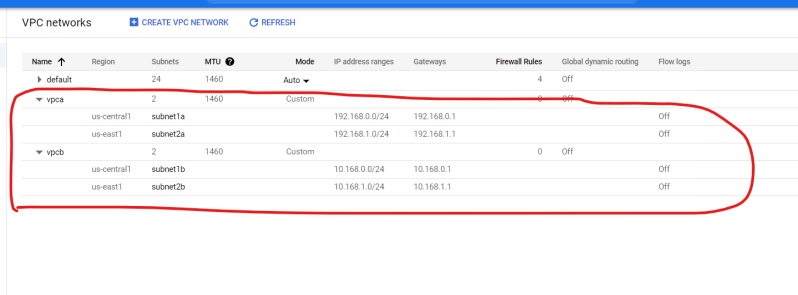 VPC networks CREATE VPC NETWORK REFRESH
Name Region Subnets MTU ? Mode IP address ranges Gateways Firewall Rules Global dynamic routing Flow logs
default 24 1460 Auto 4 Off
vpca 2 1460 Custom 0 Off
us-central1 subnet1a 192.168.0.0/24 192.168.0.1 Off
us-east1 subnet2a 192.168.1.0/24 192.168.1.1 Off
vpcb 2 1460 Custom 0 Off
us-central1 subnet1b 10.168.0.0/24 10.168.0.1 Off
us-east1 subnet2b 10.168.1.0/24 10.168.1.1 Off